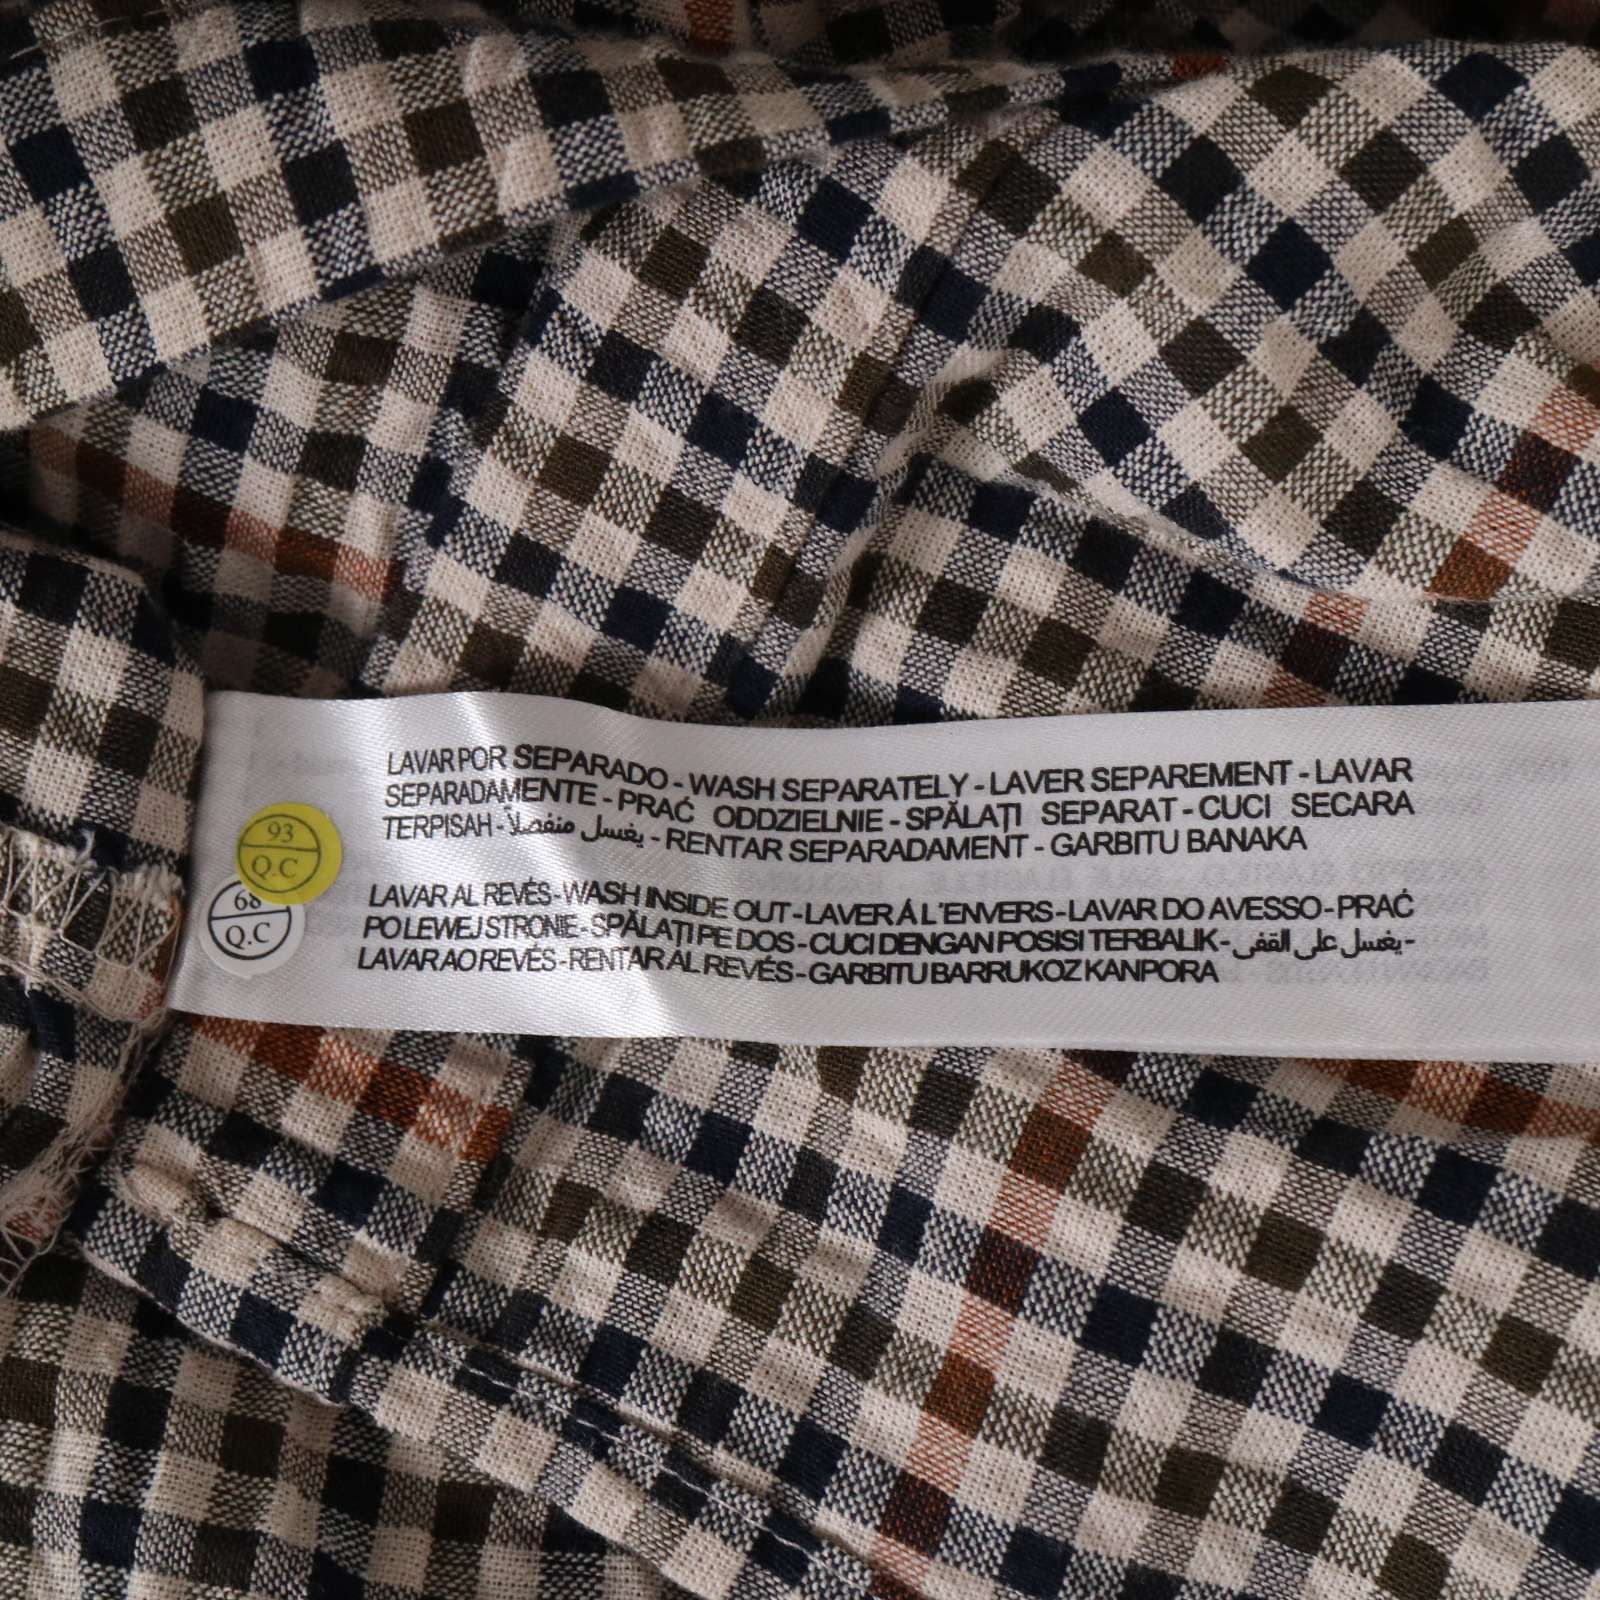 LAVAR POR SEPARADO - WASH SEPARATELY - LAVER SEPAREMENT - LAVAR
SEPARADAMENTE - PRAĆ ODDZIELNIE - SPĂLAȚI SEPARAT - CUCI SECARA
TERPISAH - يغسل منفصلاً - RENTAR SEPARADAMENT - GARBITU BANAKA
LAVAR AL REVÉS - WASH INSIDE OUT - LAVER Á L'ENVERS - LAVAR DO AVESSO - PRAĆ
PO LEWEJ STRONIE - SPĂLAȚI PE DOS - CUCI DENGAN POSISI TERBALIK - يغسل على القفى -
LAVAR AO REVÉS - RENTAR AL REVÉS - GARBITU BARRUKOZ KANPORA
93
Q.C
68
Q.C